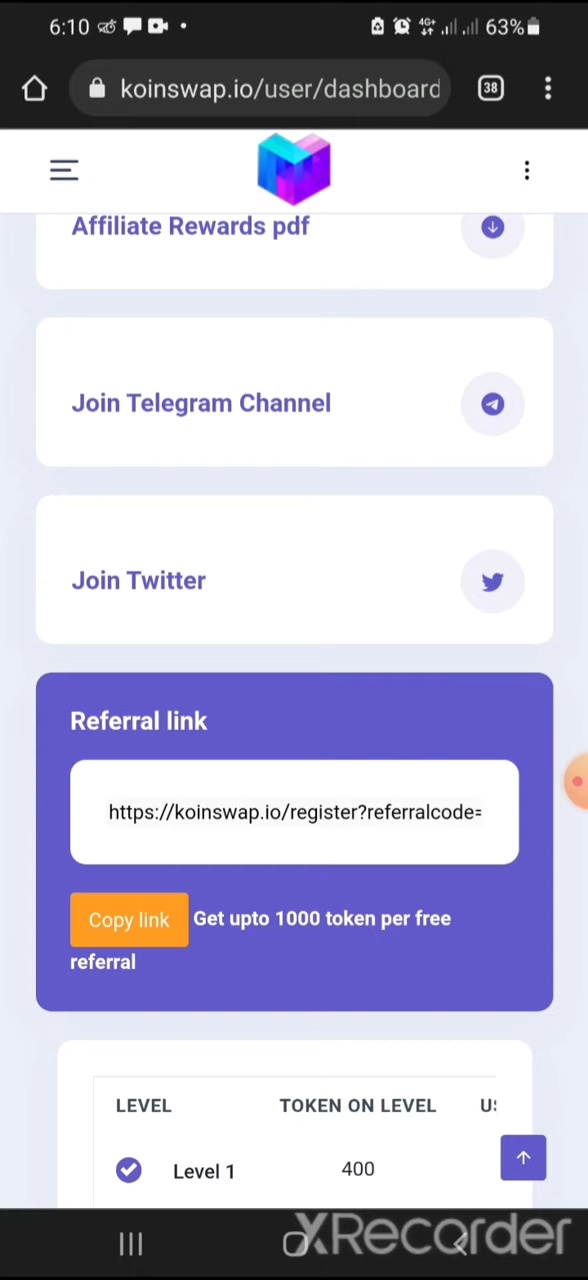 6:10
4G+
63%
koinswap.io/user/dashboard
38
Affiliate Rewards pdf
Join Telegram Channel
Join Twitter
Referral link
https://koinswap.io/register?referralcode=
Copy link Get upto 1000 token per free
referral
LEVEL TOKEN ON LEVEL
Level 1 400
XRecorder